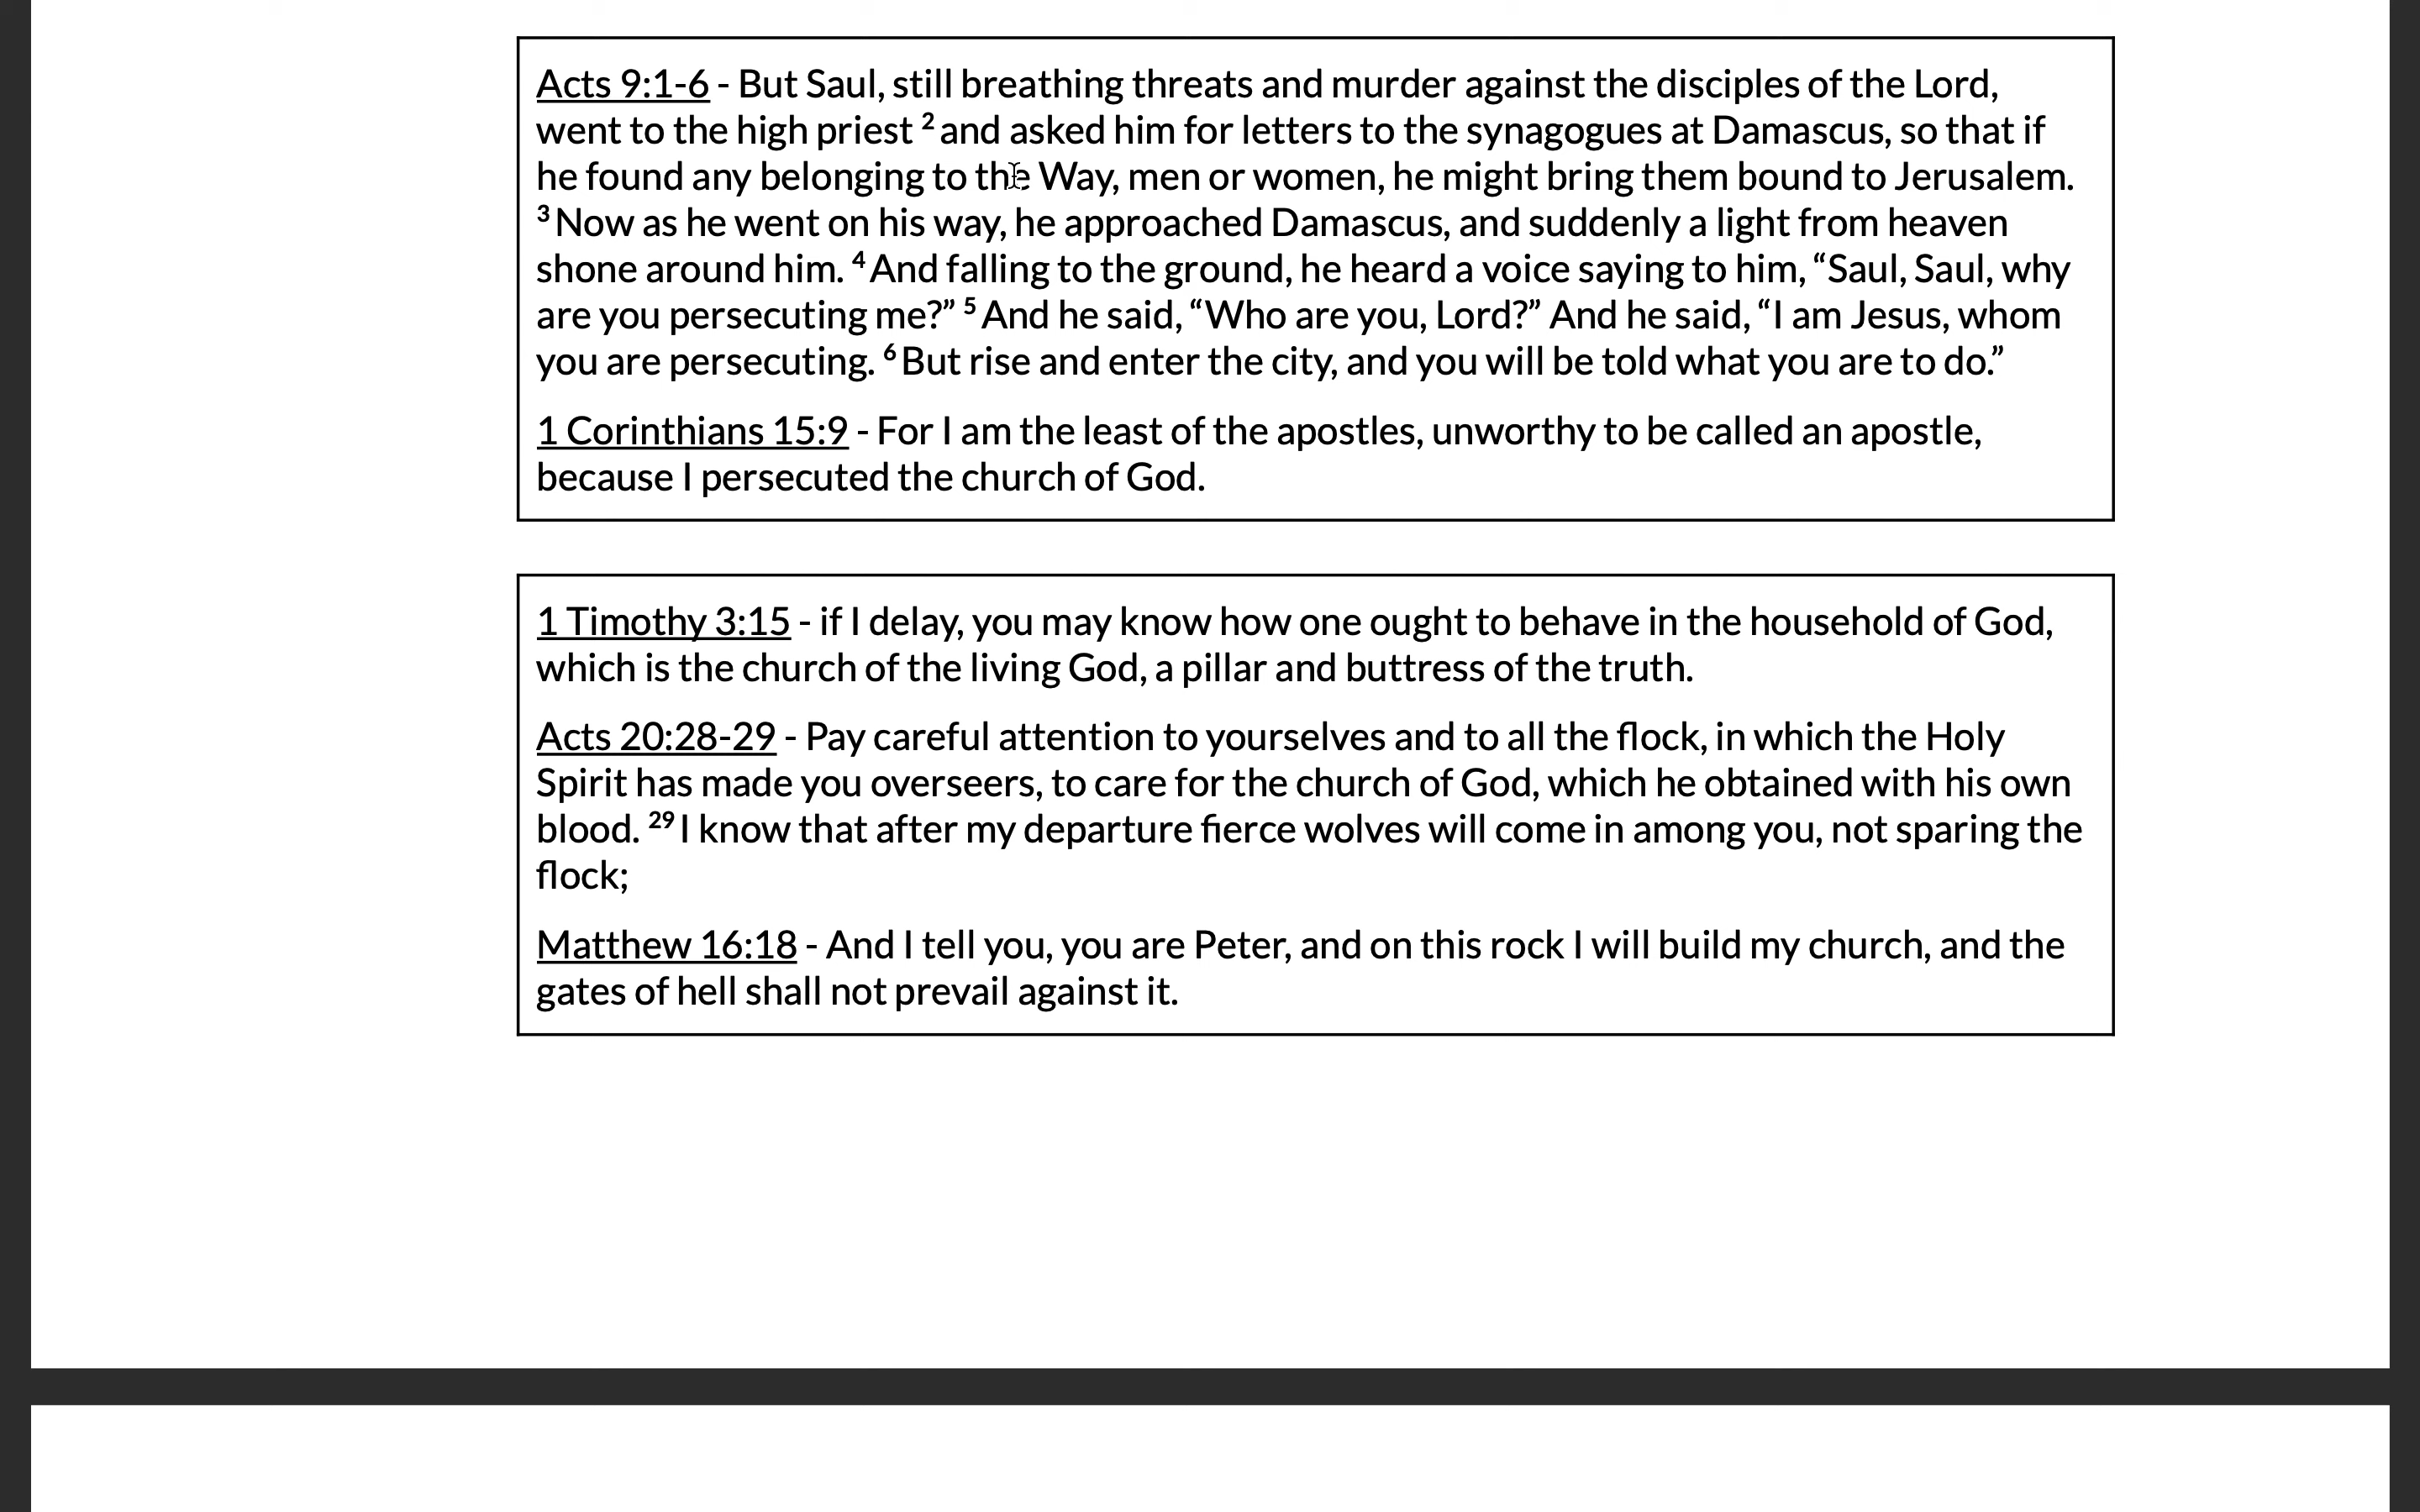 Acts 9:1-6 - But Saul, still breathing threats and murder against the disciples of the Lord,
went to the high priest ² and asked him for letters to the synagogues at Damascus, so that if
he found any belonging to the Way, men or women, he might bring them bound to Jerusalem.
³ Now as he went on his way, he approached Damascus, and suddenly a light from heaven
shone around him. ⁴ And falling to the ground, he heard a voice saying to him, “Saul, Saul, why
are you persecuting me?” ⁵ And he said, “Who are you, Lord?” And he said, “I am Jesus, whom
you are persecuting. ⁶ But rise and enter the city, and you will be told what you are to do.”
1 Corinthians 15:9 - For I am the least of the apostles, unworthy to be called an apostle,
because I persecuted the church of God.
1 Timothy 3:15 - if I delay, you may know how one ought to behave in the household of God,
which is the church of the living God, a pillar and buttress of the truth.
Acts 20:28-29 - Pay careful attention to yourselves and to all the flock, in which the Holy
Spirit has made you overseers, to care for the church of God, which he obtained with his own
blood. ²⁹ I know that after my departure fierce wolves will come in among you, not sparing the
flock;
Matthew 16:18 - And I tell you, you are Peter, and on this rock I will build my church, and the
gates of hell shall not prevail against it.